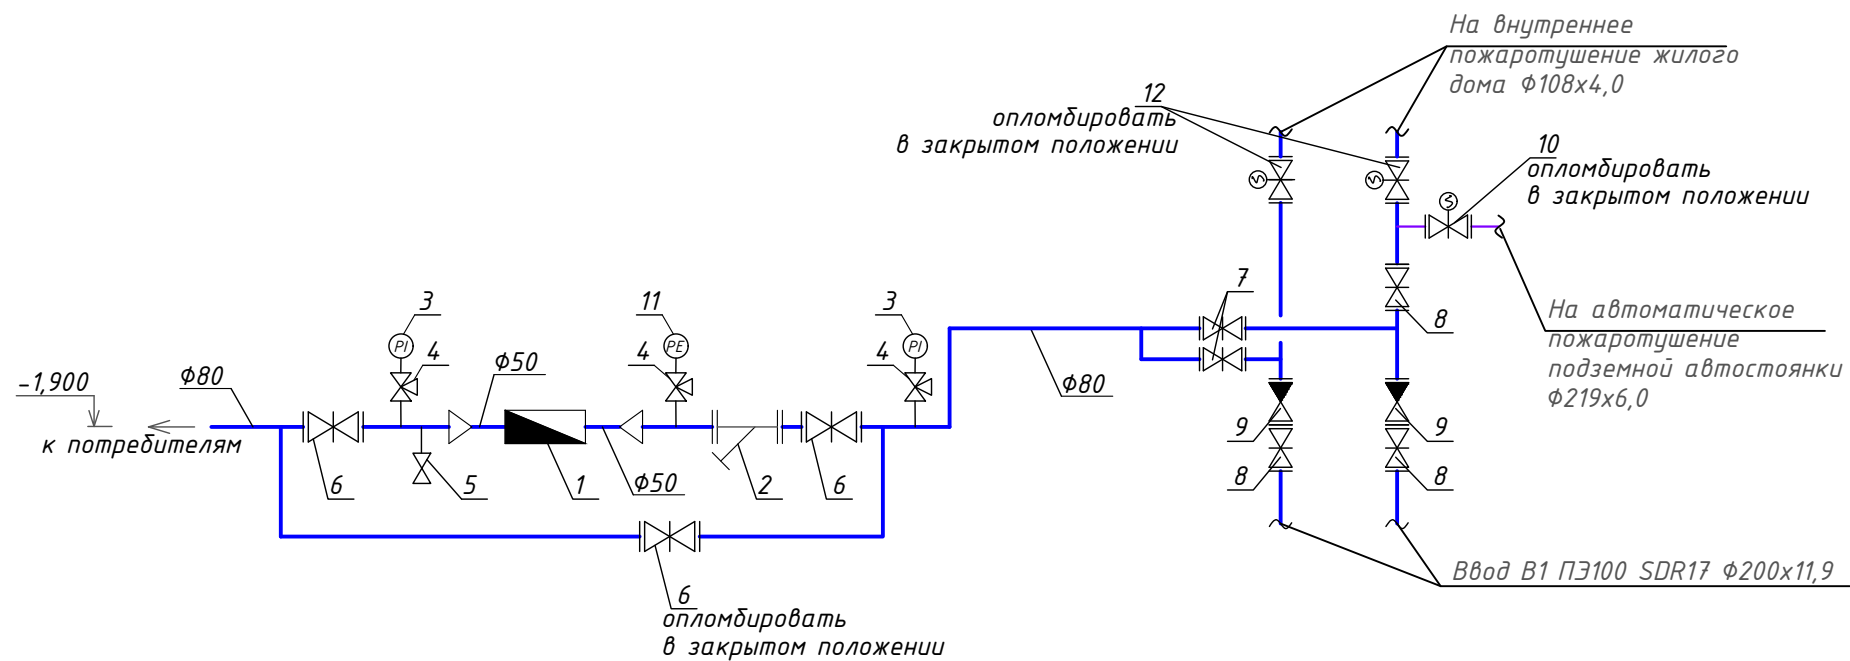 На внутреннее
пожаротушение жилого
дома Ф108х4,0
12
опломбировать
в закрытом положении
10
опломбировать
в закрытом положении
S
S
S
7
8
На автоматическое
пожаротушение
подземной автостоянки
Ф219х6,0
3
11
3
PI
PE
PI
4
4
4
-1,900
Ф80
Ф50
Ф80
к потребителям
9
9
6
5
1
Ф50
2
6
8
8
Ввод В1 ПЭ100 SDR17 Ф200х11,9
6
опломбировать
в закрытом положении